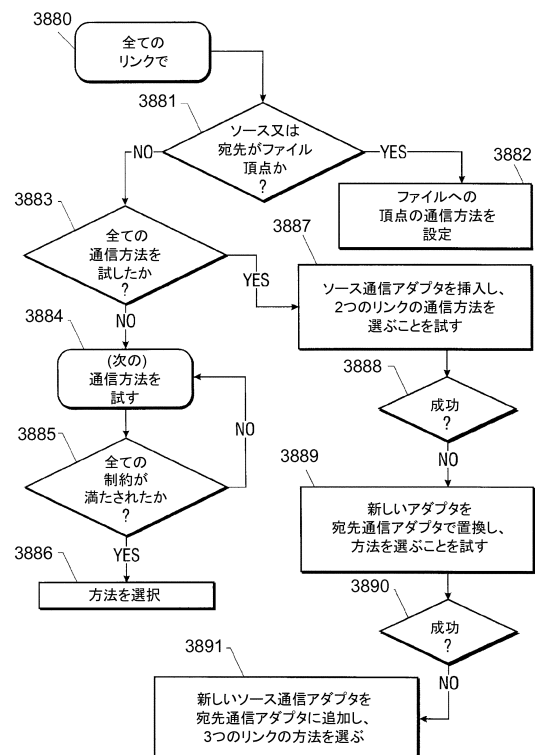 3880
全ての
リンクで
3881
ソース又は
宛先がファイル
頂点か
?
NO
YES
3882
ファイルへの
頂点の通信方法を
設定
3883
全ての
通信方法を
試したか
?
YES
NO
3887
ソース通信アダプタを挿入し、
2つのリンクの通信方法を
選ぶことを試す
3884
(次の)
通信方法を
試す
3888
成功
?
NO
3885
全ての
制約が
満たされたか
?
NO
YES
3889
新しいアダプタを
宛先通信アダプタで置換し、
方法を選ぶことを試す
3886
方法を選択
3890
成功
?
NO
3891
新しいソース通信アダプタを
宛先通信アダプタに追加し、
3つのリンクの方法を選ぶ